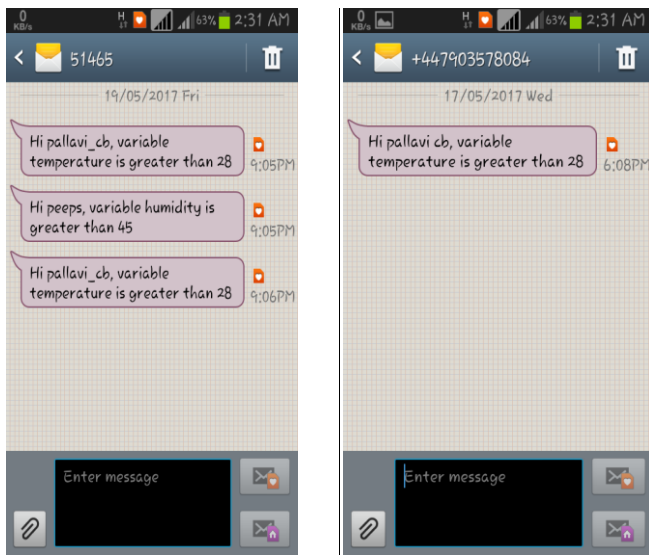 0
KB/s
H
63%
2:31 AM
51465
19/05/2017 Fri
Hi pallavi_cb, variable
temperature is greater than 28
9:05PM
Hi peeps, variable humidity is
greater than 45
9:05PM
Hi pallavi_cb, variable
temperature is greater than 28
9:06PM
Enter message
0
KB/s
H
63%
2:31 AM
+447903578084
17/05/2017 Wed
Hi pallavi cb, variable
temperature is greater than 28
6:08PM
Enter message